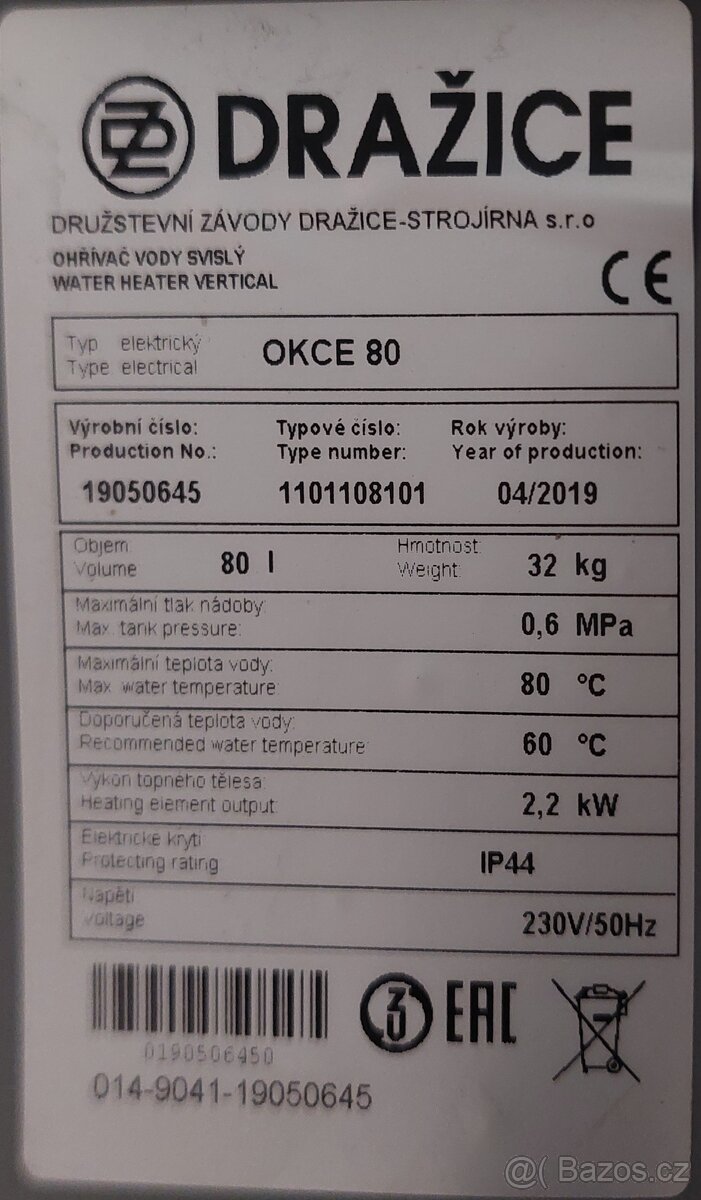 DRAŽICE
DRUŽSTEVNÍ ZÁVODY DRAŽICE-STROJÍRNA s.r.o
OHŘÍVAČ VODY SVISLÝ
WATER HEATER VERTICAL
CE
Typ elektrický
Type electrical
OKCE 80
Výrobní číslo: Typové číslo: Rok výroby:
Production No.: Type number: Year of production:
19050645 1101108101 04/2019
Objem: Hmotnost:
Volume 80 l Weight: 32 kg
Maximální tlak nádoby:
Max. tank pressure:
0,6 MPa
Maximální teplota vody:
Max. water temperature
80 °C
Doporučená teplota vody:
Recommended water temperature:
60 °C
Výkon topného tělesa:
Heating element output:
2,2 kW
Elektrické krytí
Protecting rating
IP44
Napětí
Voltage
230V/50Hz
0190506450
014-9041-19050645
EAC
@( Bazos.cz